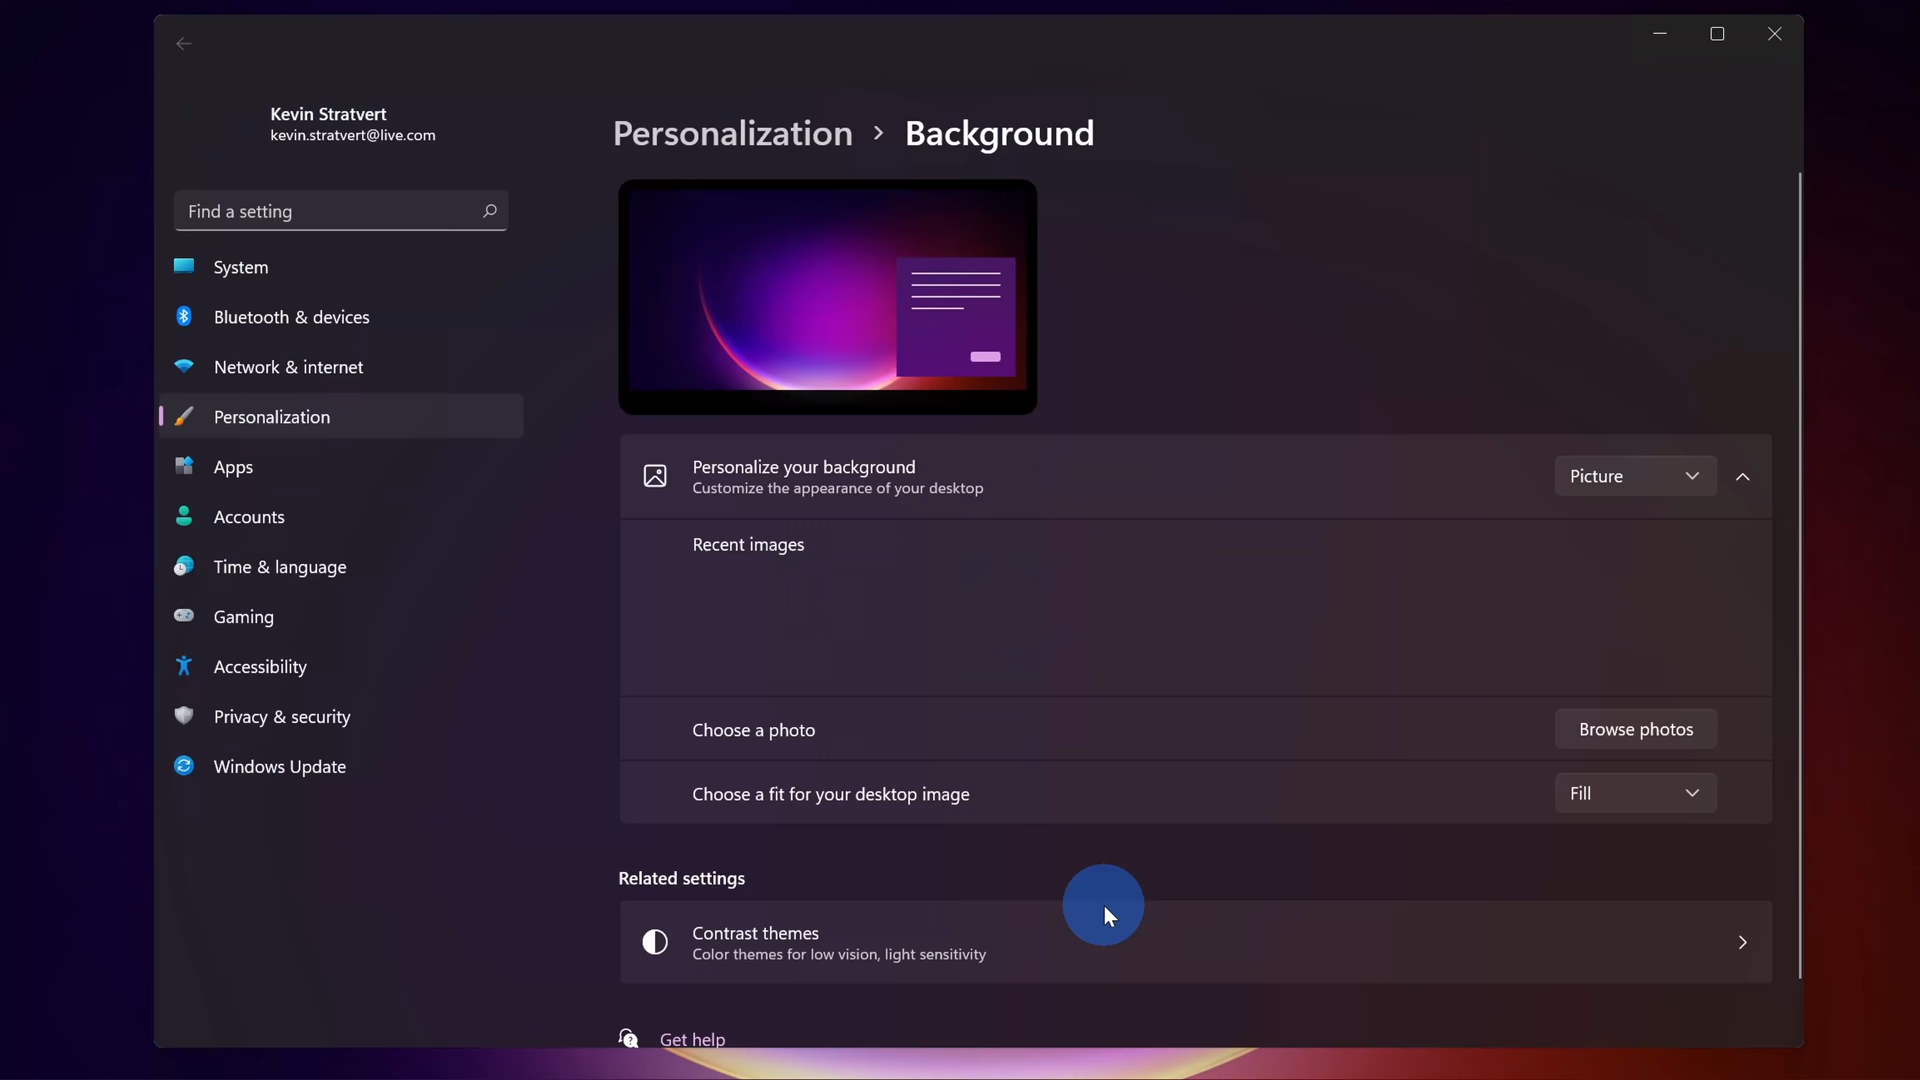 Kevin Stratvert
kevin.stratvert@live.com
Find a setting
System
Bluetooth & devices
Network & internet
Personalization
Apps
Accounts
Time & language
Gaming
Accessibility
Privacy & security
Windows Update
Personalization > Background
Personalize your background
Customize the appearance of your desktop
Picture
Recent images
Choose a photo
Browse photos
Choose a fit for your desktop image
Fill
Related settings
Contrast themes
Color themes for low vision, light sensitivity
Get help